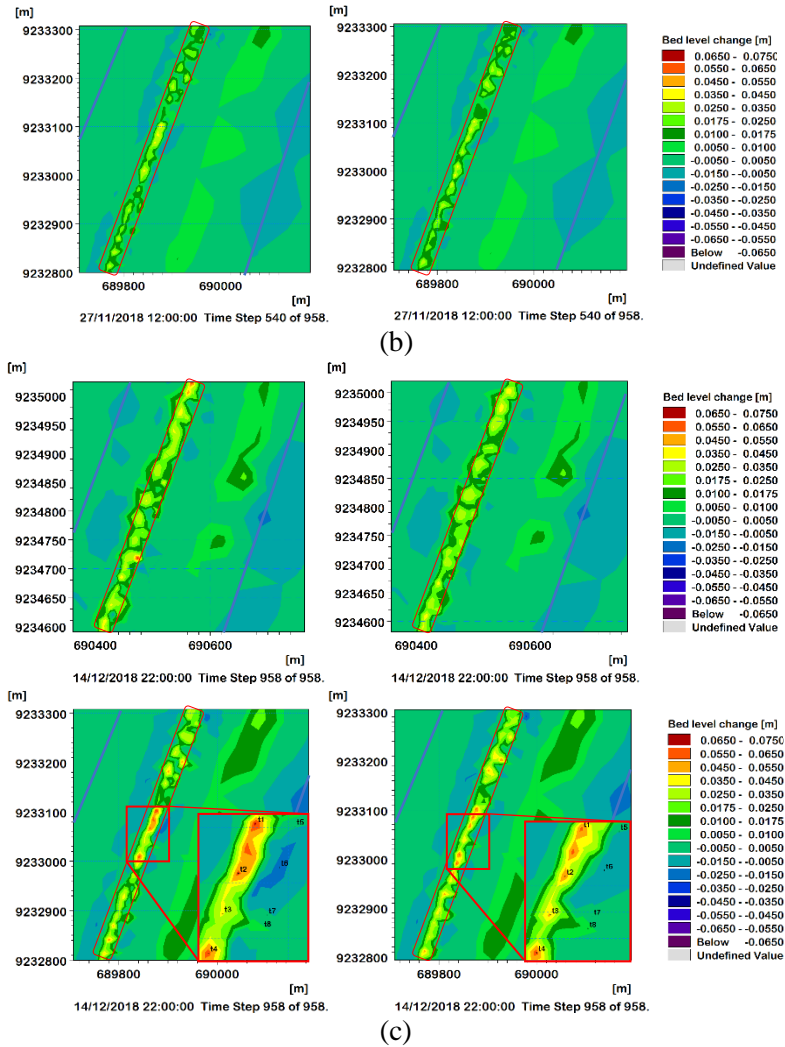 [m]
[m]
9233300
9233200
9233100
9233000
9232900
9232800
689800 690000
[m]
27/11/2018 12:00:00 Time Step 540 of 958.
9233300
9233200
9233100
9233000
9232900
9232800
689800 690000
[m]
27/11/2018 12:00:00 Time Step 540 of 958.
Bed level change [m]
0.0650 - 0.0750
0.0550 - 0.0650
0.0450 - 0.0550
0.0350 - 0.0450
0.0250 - 0.0350
0.0175 - 0.0250
0.0100 - 0.0175
0.0050 - 0.0100
-0.0050 - 0.0050
-0.0150 - -0.0050
-0.0250 - -0.0150
-0.0350 - -0.0250
-0.0450 - -0.0350
-0.0550 - -0.0450
-0.0650 - -0.0550
Below -0.0650
Undefined Value
(b)
[m]
[m]
9235000
9234950
9234900
9234850
9234800
9234750
9234700
9234650
9234600
690400 690600
[m]
14/12/2018 22:00:00 Time Step 958 of 958.
9235000
9234950
9234900
9234850
9234800
9234750
9234700
9234650
9234600
690400 690600
[m]
14/12/2018 22:00:00 Time Step 958 of 958.
Bed level change [m]
0.0650 - 0.0750
0.0550 - 0.0650
0.0450 - 0.0550
0.0350 - 0.0450
0.0250 - 0.0350
0.0175 - 0.0250
0.0100 - 0.0175
0.0050 - 0.0100
-0.0050 - 0.0050
-0.0150 - -0.0050
-0.0250 - -0.0150
-0.0350 - -0.0250
-0.0450 - -0.0350
-0.0550 - -0.0450
-0.0650 - -0.0550
Below -0.0650
Undefined Value
[m]
[m]
9233300
9233200
9233100
9233000
9232900
9232800
t1
t5
t6
t2
t3
t7
t8
t4
689800 690000
[m]
14/12/2018 22:00:00 Time Step 958 of 958.
9233300
9233200
9233100
9233000
9232900
9232800
t1
t5
t6
t2
t3
t7
t8
t4
689800 690000
[m]
14/12/2018 22:00:00 Time Step 958 of 958.
Bed level change [m]
0.0650 - 0.0750
0.0550 - 0.0650
0.0450 - 0.0550
0.0350 - 0.0450
0.0250 - 0.0350
0.0175 - 0.0250
0.0100 - 0.0175
0.0050 - 0.0100
-0.0050 - 0.0050
-0.0150 - -0.0050
-0.0250 - -0.0150
-0.0350 - -0.0250
-0.0450 - -0.0350
-0.0550 - -0.0450
-0.0650 - -0.0550
Below -0.0650
Undefined Value
(c)